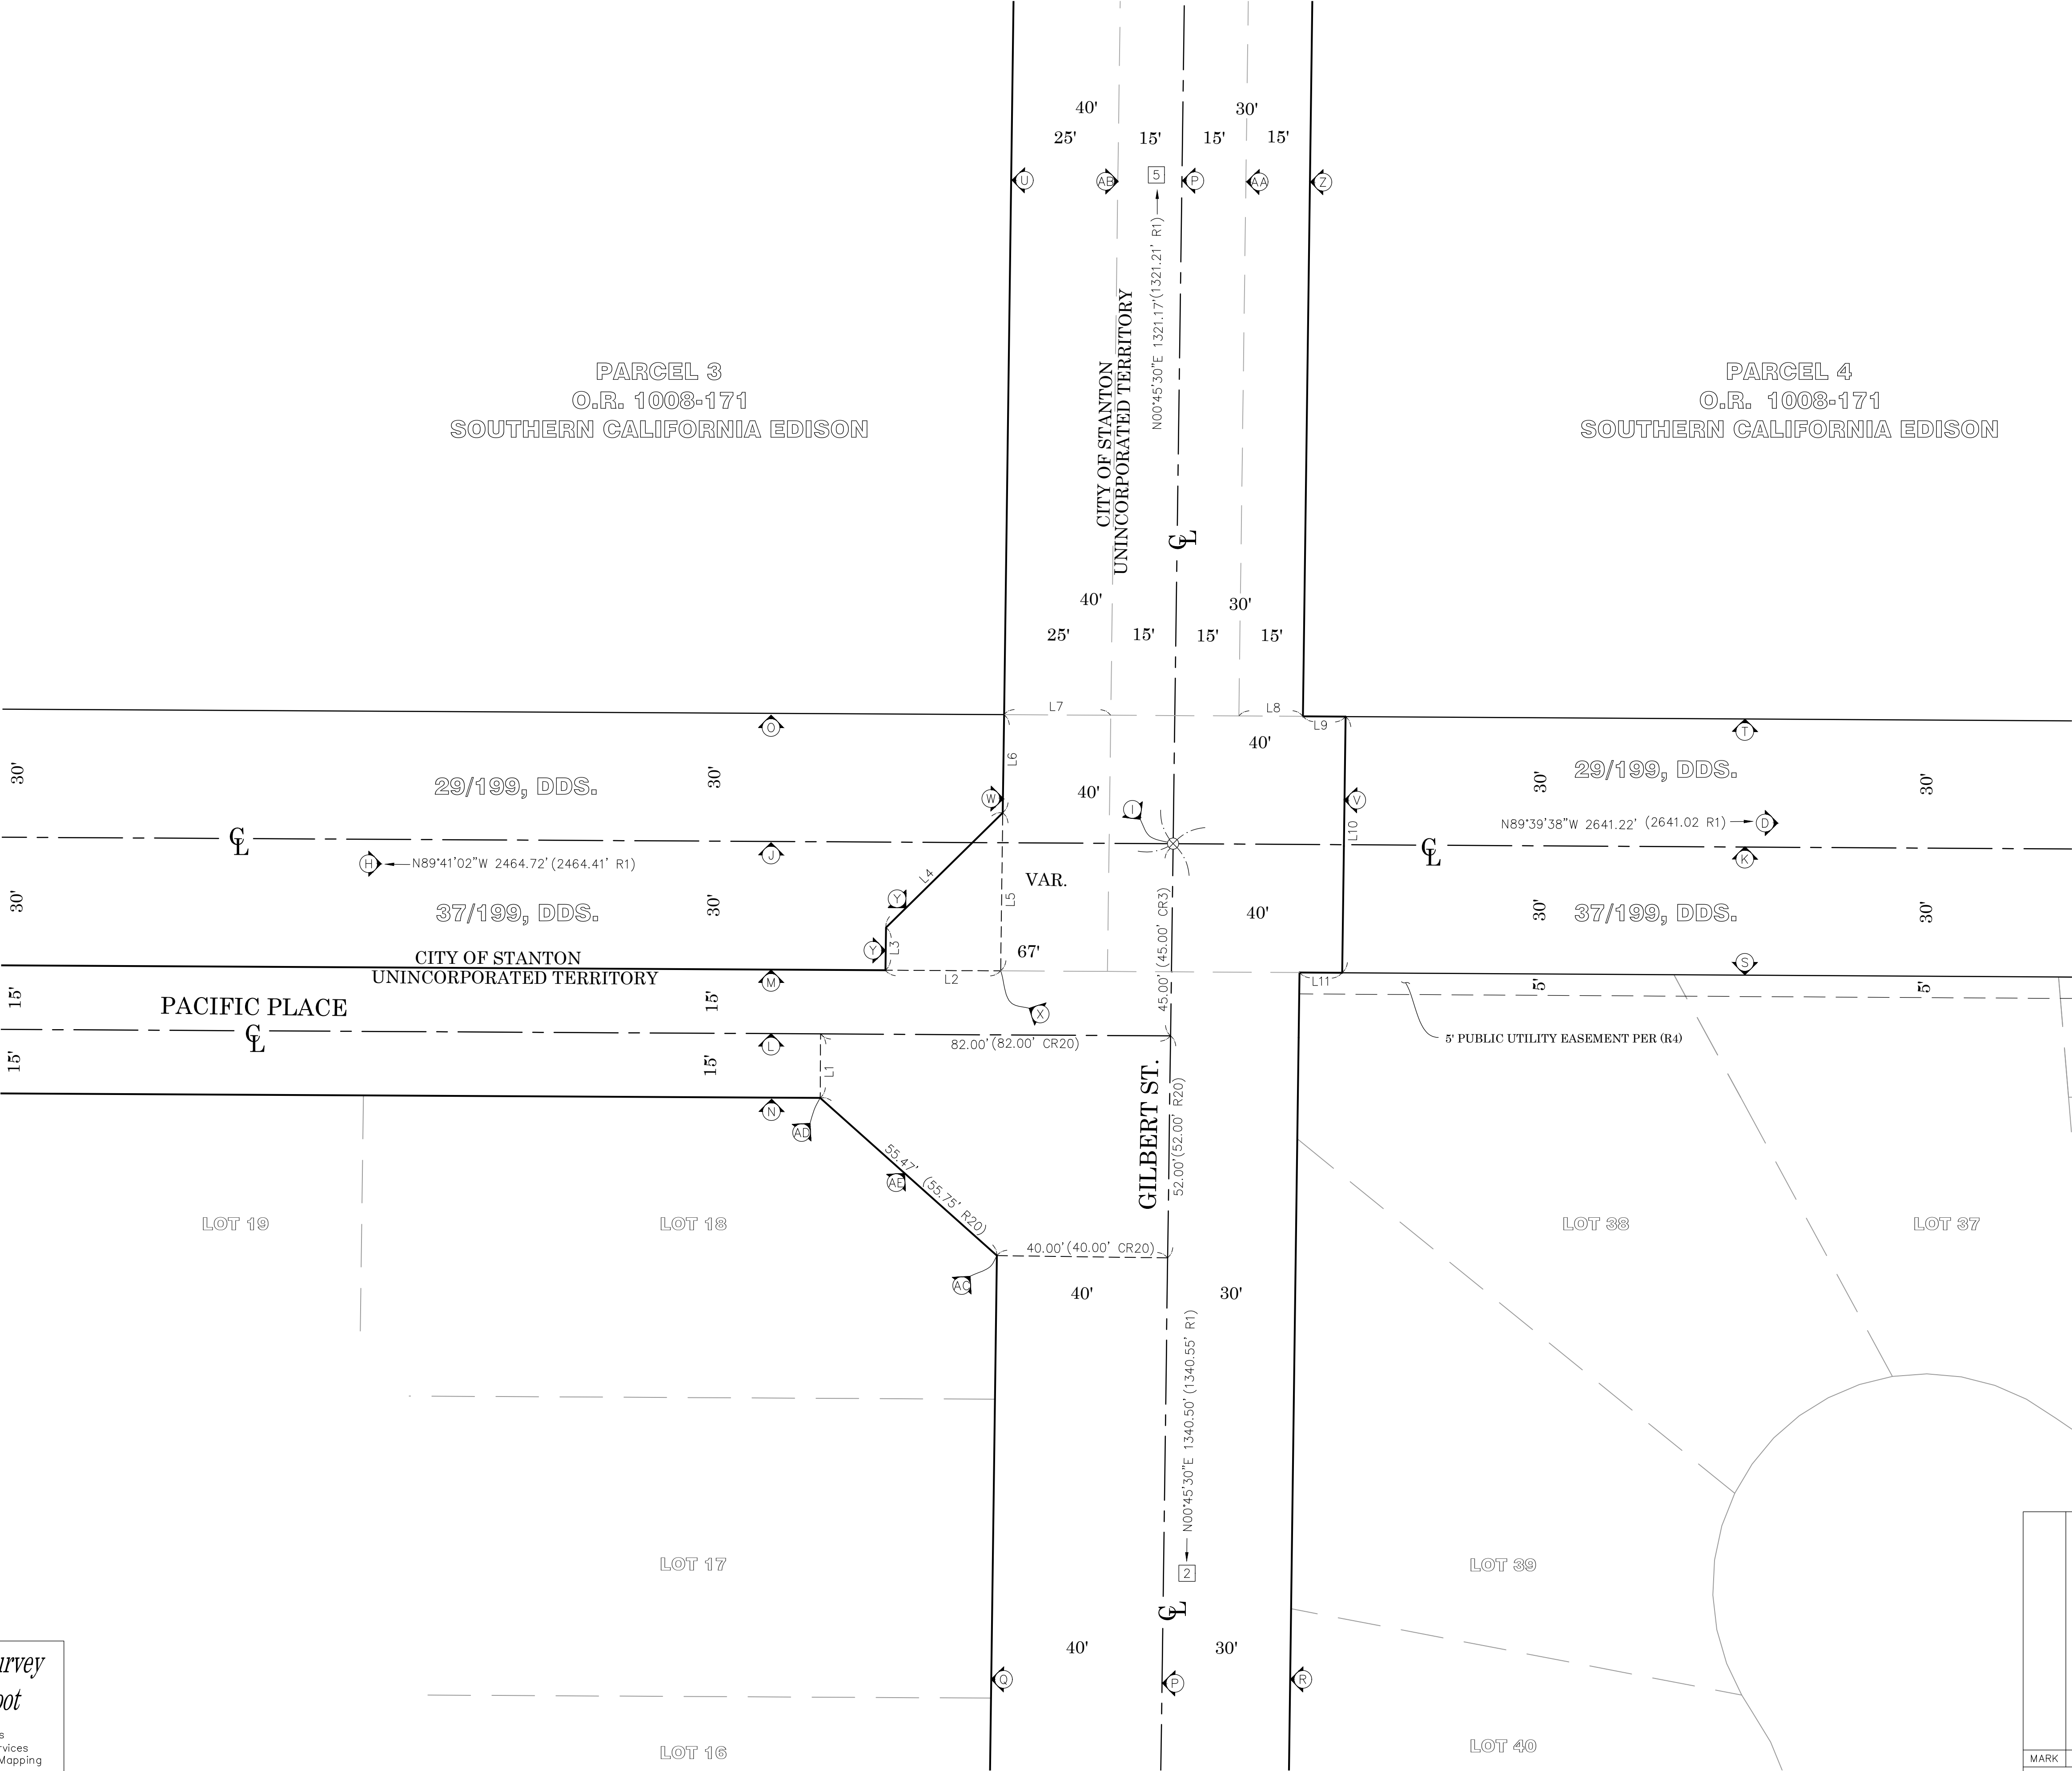 40'
30'
25'
15'
15'
15'
U
AB
5
P
AA
Z
N00°45'30"E 1321.17'(1321.21' R1)
CITY OF STANTON
UNINCORPORATED TERRITORY
PARCEL 3
O.R. 1008-171
SOUTHERN CALIFORNIA EDISON
PARCEL 4
O.R. 1008-171
SOUTHERN CALIFORNIA EDISON
CL
40'
30'
25'
15'
15'
15'
L7
L8
L9
O
T
L6
40'
30'
29/199, DDS.
30'
W
40'
I
V
L10
30'
29/199, DDS.
30'
N89°39'38"W 2641.22' (2641.02 R1)
D
CL
J
CL
K
H
N89°41'02"W 2464.72'(2464.41' R1)
L4
VAR.
Y
L5
30'
37/199, DDS.
30'
40'
30'
37/199, DDS.
30'
Y
L3
67'
45.00' (45.00' CR3)
CITY OF STANTON
UNINCORPORATED TERRITORY
M
L2
L11
S
15'
PACIFIC PLACE
15'
X
5'
5'
CL
L
82.00'(82.00' CR20)
5' PUBLIC UTILITY EASEMENT PER (R4)
15'
15'
L1
GILBERT ST.
52.00'(52.00' R20)
N
AD
55.47' (55.75' R20)
AE
LOT 19
LOT 18
LOT 38
LOT 37
40.00'(40.00' CR20)
AC
40'
30'
N00°45'30"E 1340.50' (1340.55' R1)
LOT 17
2
LOT 39
CL
40'
30'
Q
P
R
LOT 16
LOT 40
urvey
oot
s
rvices
Mapping
MARK